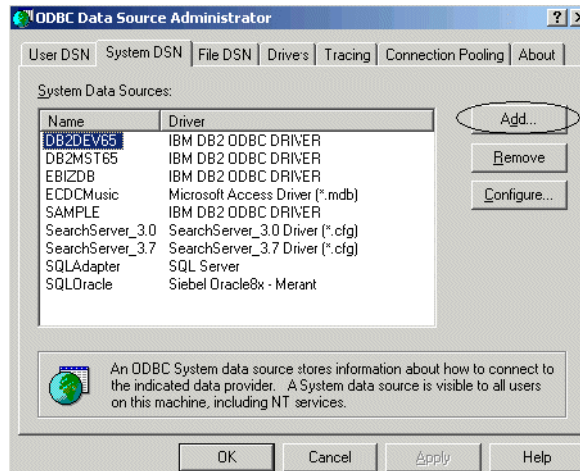 ODBC Data Source Administrator
User DSN System DSN File DSN Drivers Tracing Connection Pooling About
System Data Sources:
Name Driver
DB2DEV65 IBM DB2 ODBC DRIVER
DB2MST65 IBM DB2 ODBC DRIVER
EBIZDB IBM DB2 ODBC DRIVER
ECDCMusic Microsoft Access Driver (*.mdb)
SAMPLE IBM DB2 ODBC DRIVER
SearchServer_3.0 SearchServer_3.0 Driver (*.cfg)
SearchServer_3.7 SearchServer_3.7 Driver (*.cfg)
SQLAdapter SQL Server
SQLOracle Siebel Oracle8x - Merant
Add...
Remove
Configure...
An ODBC System data source stores information about how to connect to
the indicated data provider. A System data source is visible to all users
on this machine, including NT services.
OK Cancel Apply Help